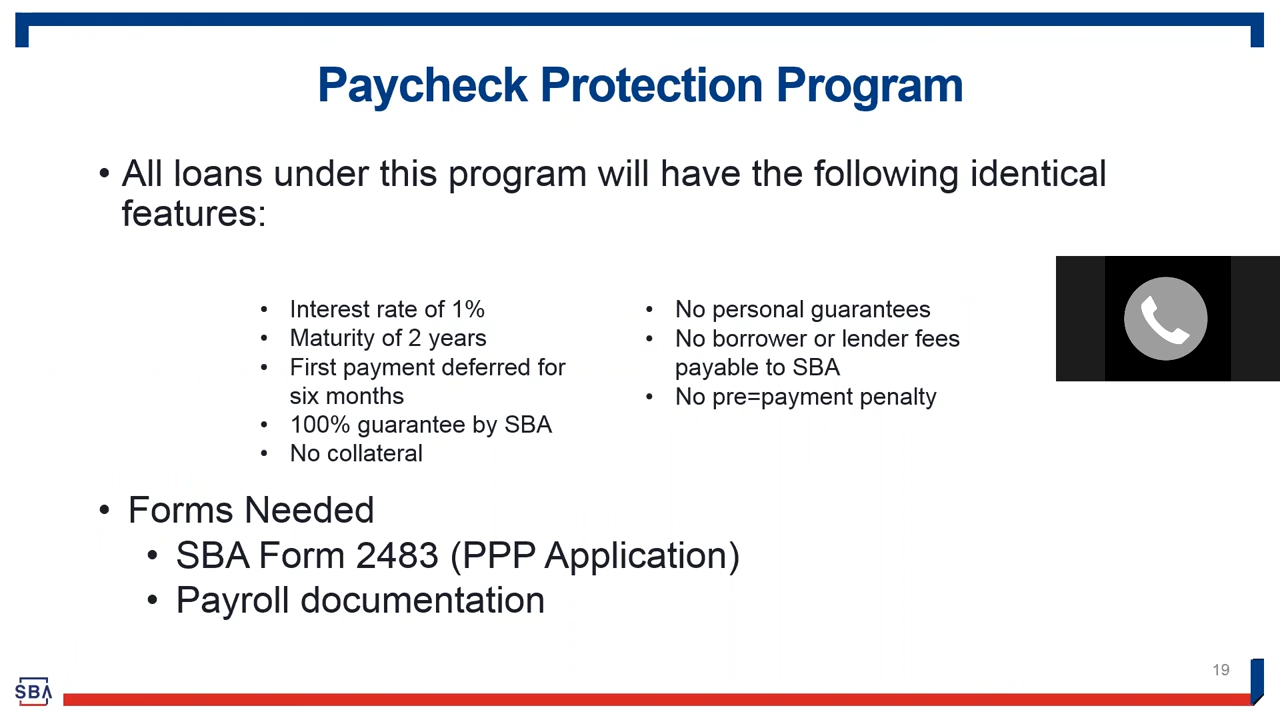 Paycheck Protection Program
• All loans under this program will have the following identical
features:
• Interest rate of 1%
• Maturity of 2 years
• First payment deferred for
six months
• 100% guarantee by SBA
• No collateral
• No personal guarantees
• No borrower or lender fees
payable to SBA
• No pre=payment penalty
• Forms Needed
• SBA Form 2483 (PPP Application)
• Payroll documentation
19
SBA